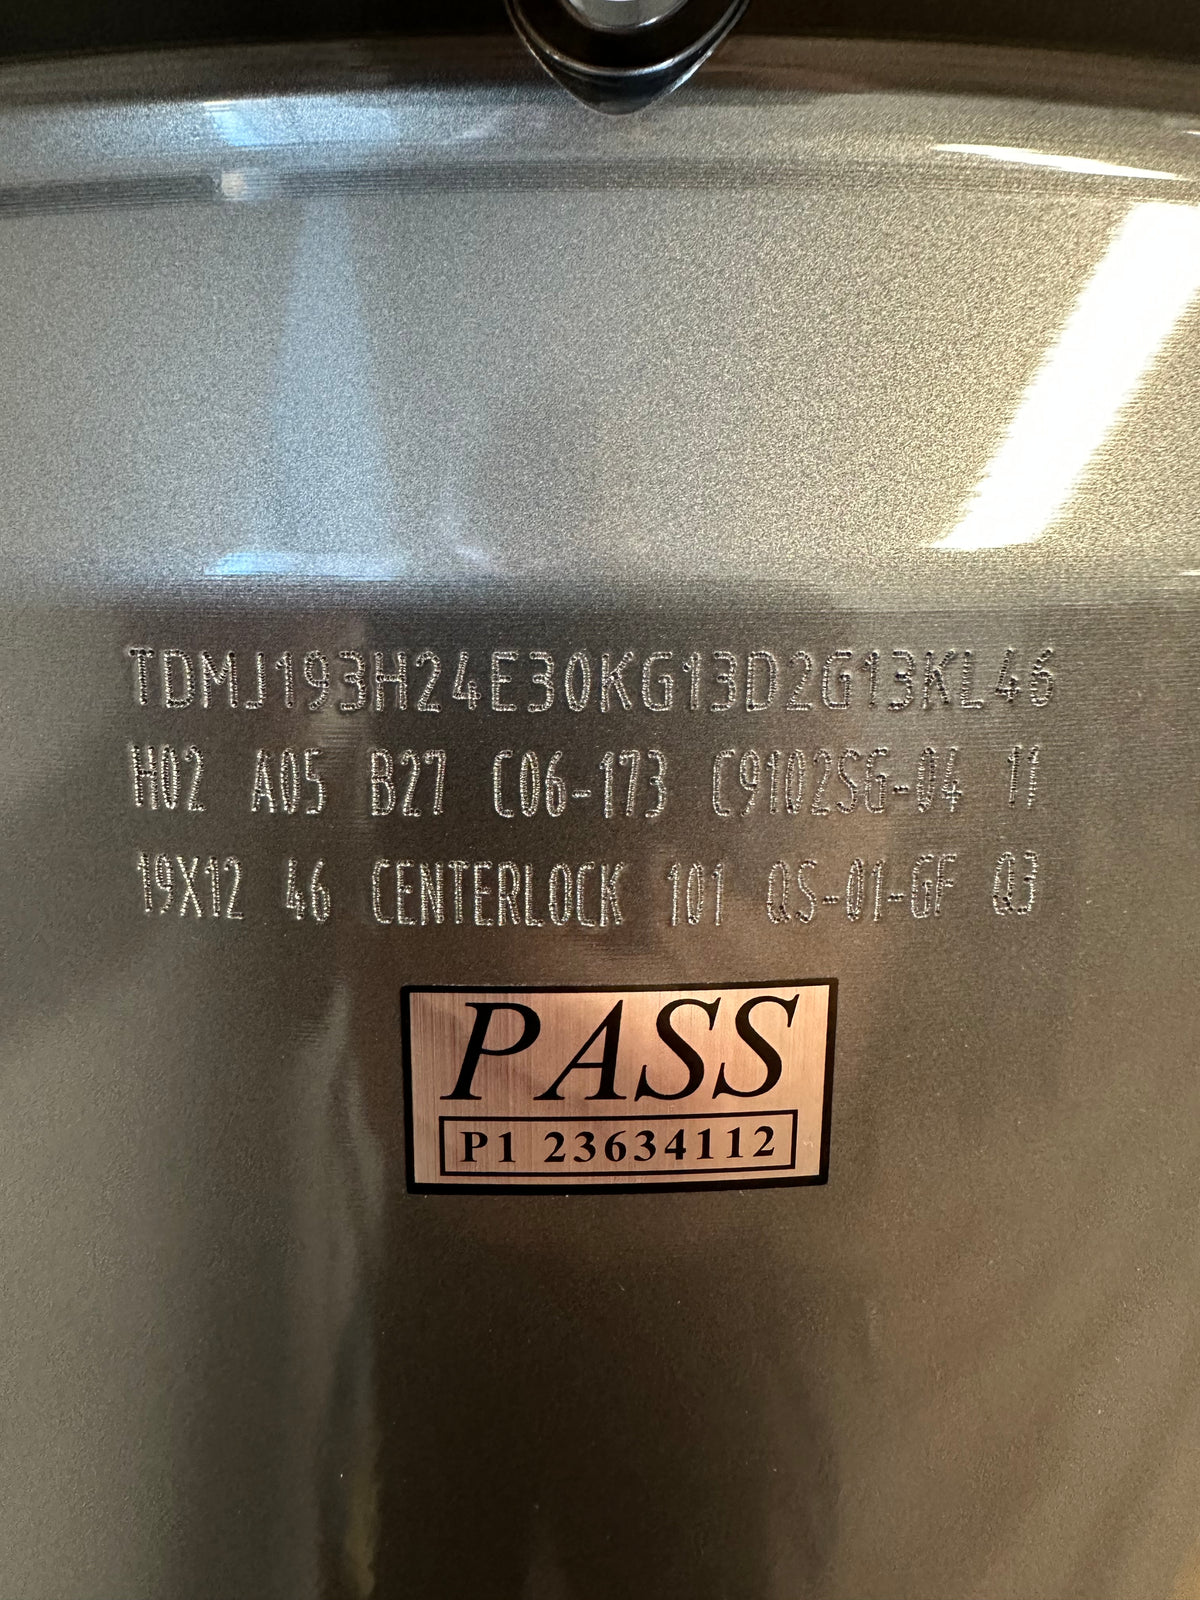 TDMJ193H24E30KG13D2G13KL46
H02 A05 B27 C06-173 C9102SG-04 11
19X12 46 CENTERLOCK 101 QS-01-GF Q3
PASS
P1 23634112